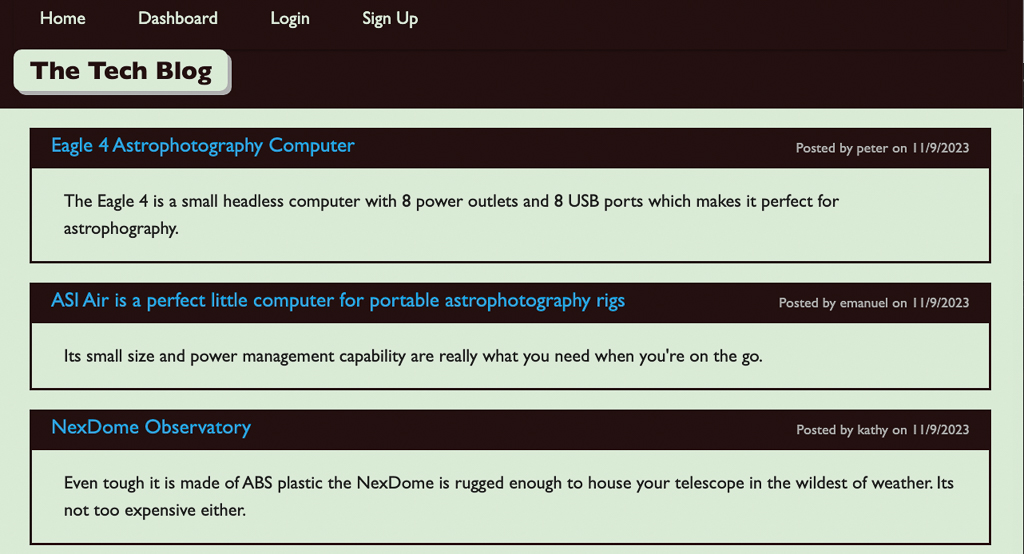 Home Dashboard Login Sign Up
The Tech Blog
Eagle 4 Astrophotography Computer Posted by peter on 11/9/2023
The Eagle 4 is a small headless computer with 8 power outlets and 8 USB ports which makes it perfect for
astrophography.
ASI Air is a perfect little computer for portable astrophotography rigs Posted by emanuel on 11/9/2023
Its small size and power management capability are really what you need when you're on the go.
NexDome Observatory Posted by kathy on 11/9/2023
Even tough it is made of ABS plastic the NexDome is rugged enough to house your telescope in the wildest of weather. Its
not too expensive either.